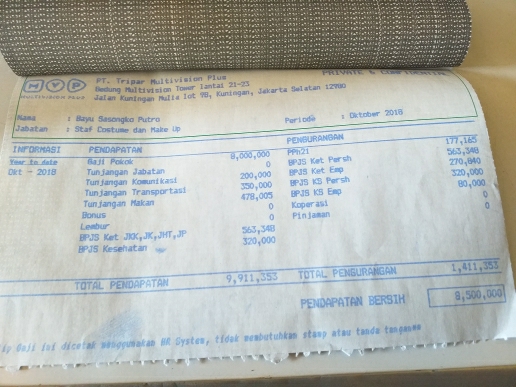 MVP
MULTIVISION PLUS
PT. Tripar Multivision Plus
Gedung Multivision Tower lantai 21-23
Jalan Kuningan Mulia lot 9B, Kuningan, Jakarta Selatan 12980
PRIVATE & CONFIDENTIAL
Nama : Bayu Sasongko Putro Periode : Oktober 2018
Jabatan : Staf Costume dan Make Up
INFORMASI PENDAPATAN PENGURANGAN
Year to date Gaji Pokok 8,000,000 PPh21 177,165
Okt - 2018 Tunjangan Jabatan 0 BPJS Ket Persh 563,348
Tunjangan Komunikasi 200,000 BPJS Ket Emp 270,840
Tunjangan Transportasi 350,000 BPJS KS Persh 320,000
Tunjangan Makan 478,005 BPJS KS Emp 80,000
Bonus 0 Koperasi 0
Lembur 0 Pinjaman 0
BPJS Ket JKK,JK,JHT,JP 563,348
BPJS Kesehatan 320,000
TOTAL PENDAPATAN 9,911,353 TOTAL PENGURANGAN 1,411,353
PENDAPATAN BERSIH 8,500,000
ip Gaji ini dicetak menggunakan HR System, tidak membutuhkan stamp atau tanda tangan